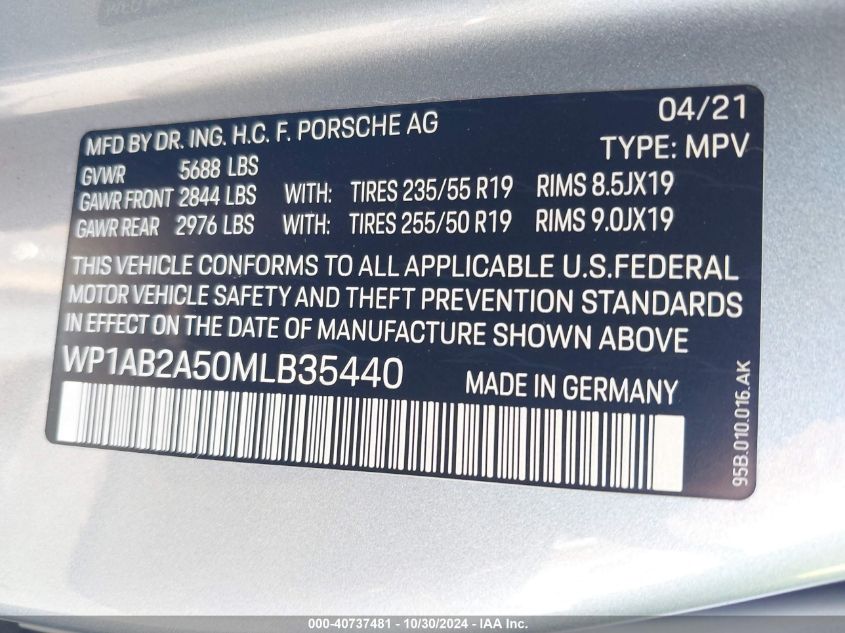 04/21
MFD BY DR. ING. H.C. F. PORSCHE AG
TYPE: MPV
GVWR 5688 LBS
GAWR FRONT 2844 LBS WITH: TIRES 235/55 R19 RIMS 8.5JX19
GAWR REAR 2976 LBS WITH: TIRES 255/50 R19 RIMS 9.0JX19
THIS VEHICLE CONFORMS TO ALL APPLICABLE U.S.FEDERAL
MOTOR VEHICLE SAFETY AND THEFT PREVENTION STANDARDS
IN EFFECT ON THE DATE OF MANUFACTURE SHOWN ABOVE
WP1AB2A50MLB35440 MADE IN GERMANY
95B.010.016.AK
000-40737481 - 10/30/2024 - IAA Inc.